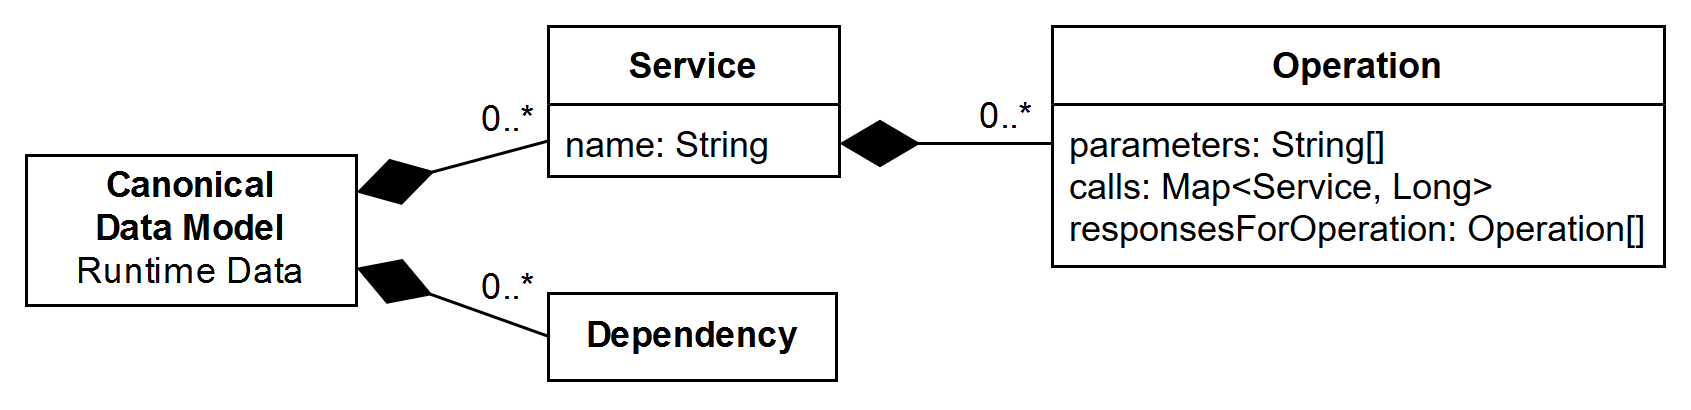 Canonical
Data Model
Runtime Data
0..*
0..*
Service
name: String
Dependency
0..*
Operation
parameters: String[]
calls: Map<Service, Long>
responsesForOperation: Operation[]